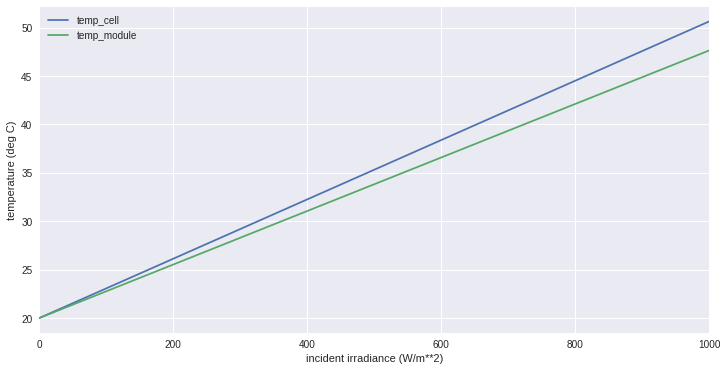 temp_cell
temp_module
50
45
40
35
30
25
20
temperature (deg C)
0 200 400 600 800 1000
incident irradiance (W/m**2)